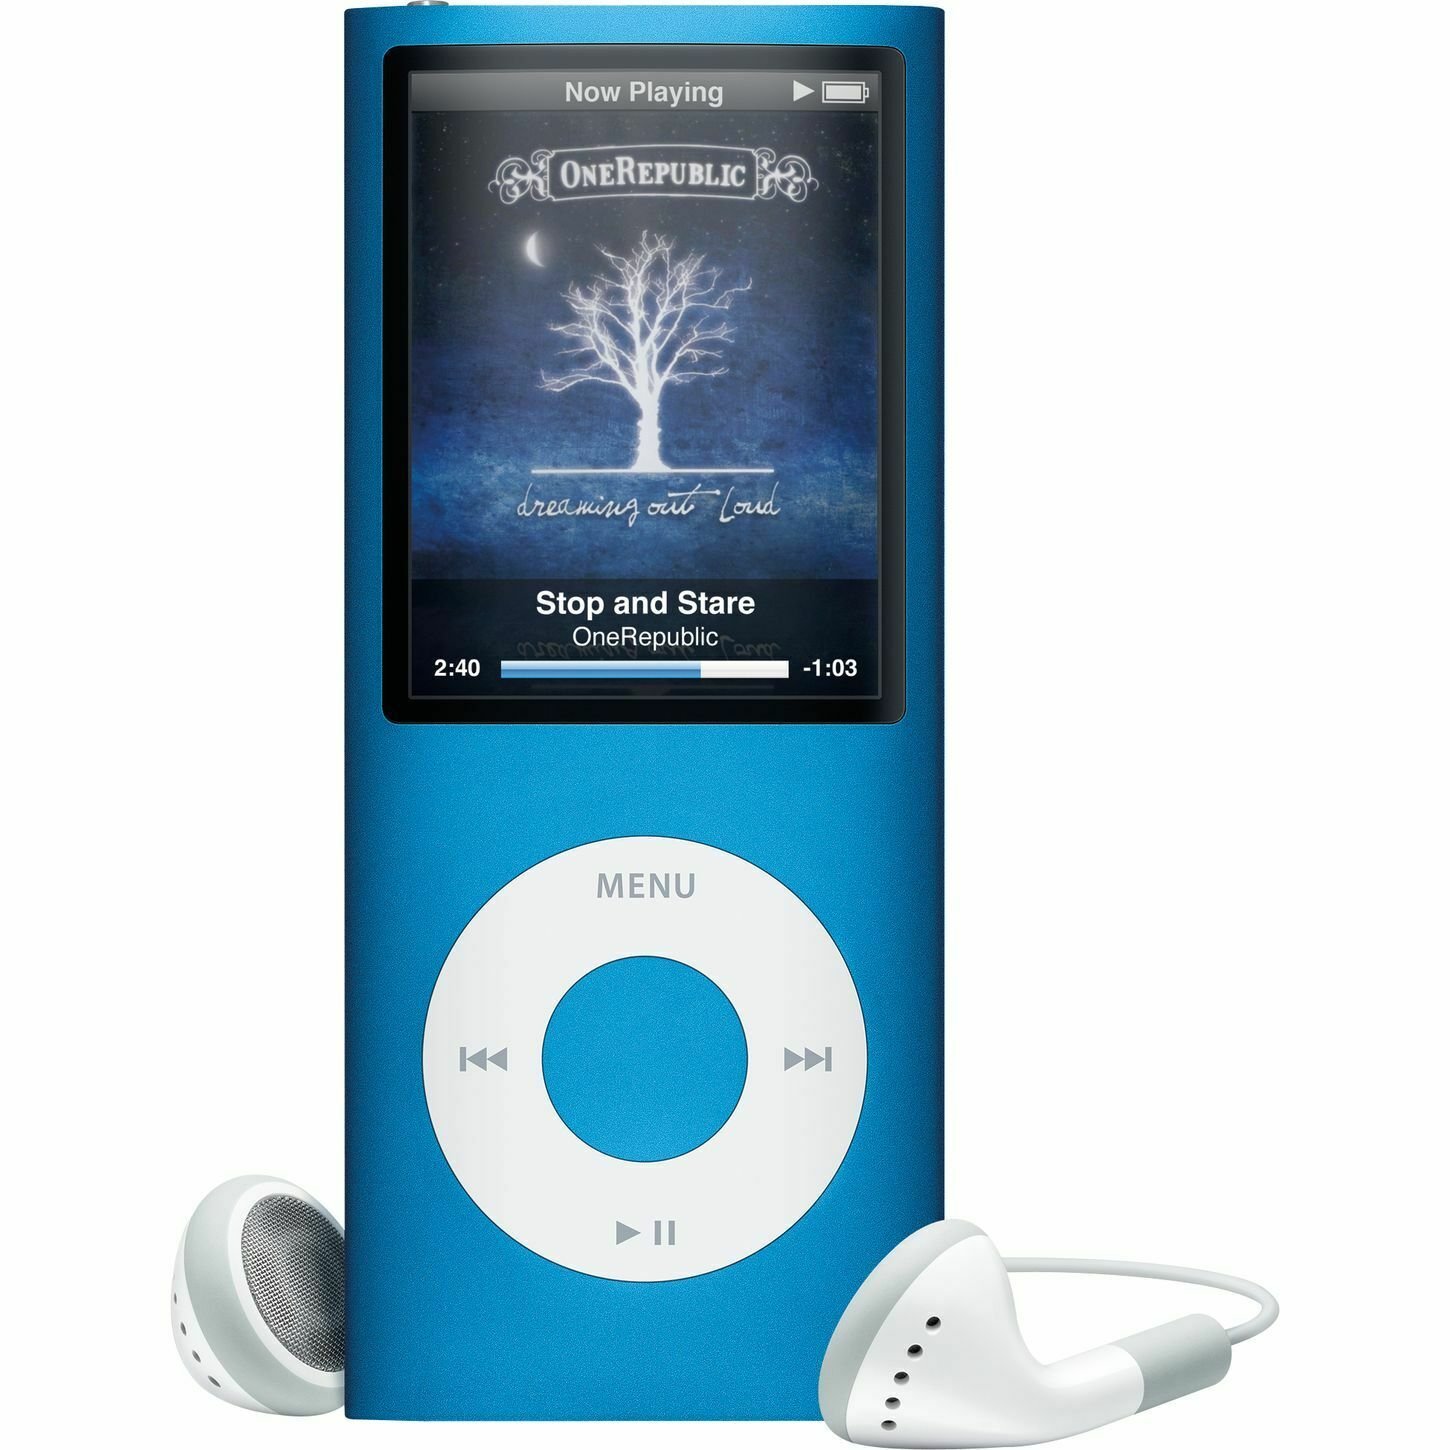 Now Playing
OneRepublic
dreaming out Loud
Stop and Stare
OneRepublic
2:40 -1:03
MENU